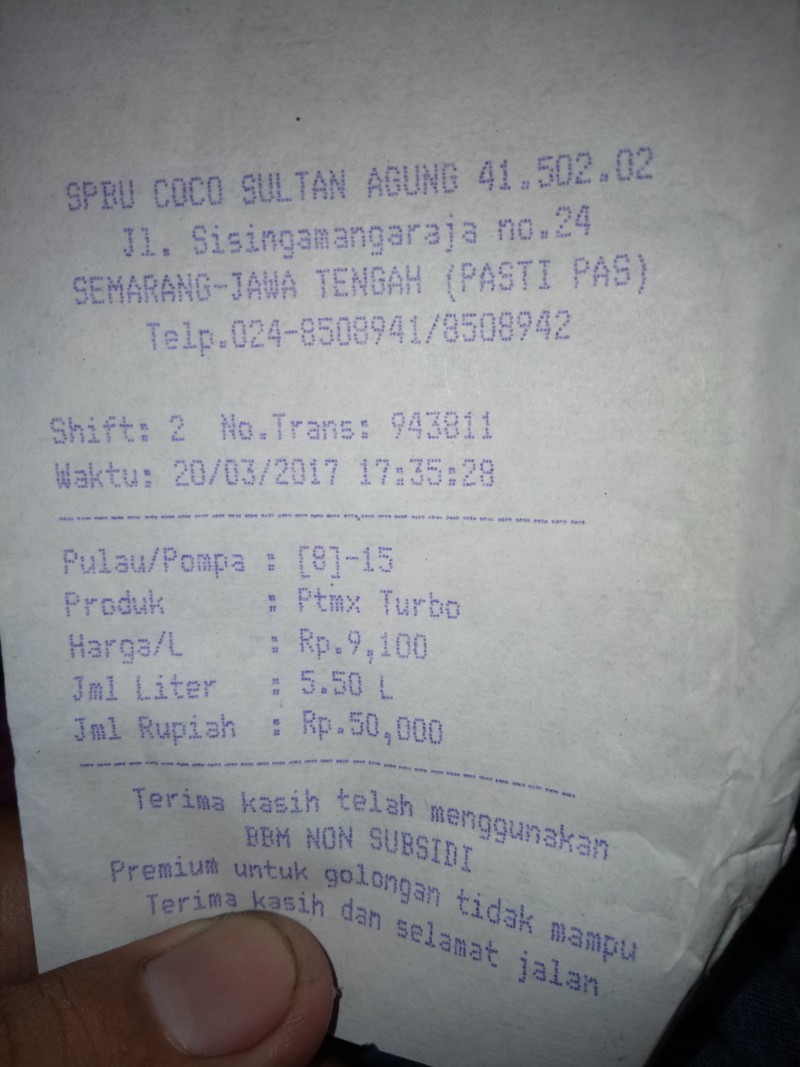 SPBU COCO SULTAN AGUNG 41.502.02
Jl. Sisingamangaraja no.24
SEMARANG-JAWA TENGAH (PASTI PAS)
Telp.024-8508941/8508942
Shift: 2 No.Trans: 943811
Waktu: 20/03/2017 17:35:28
Pulau/Pompa : [8]-15
Produk : Ptmx Turbo
Harga/L : Rp.9,100
Jml Liter : 5.50 L
Jml Rupiah : Rp.50,000
Terima kasih telah menggunakan
BBM NON SUBSIDI
Premium untuk golongan tidak mampu
Terima kasih dan selamat jalan